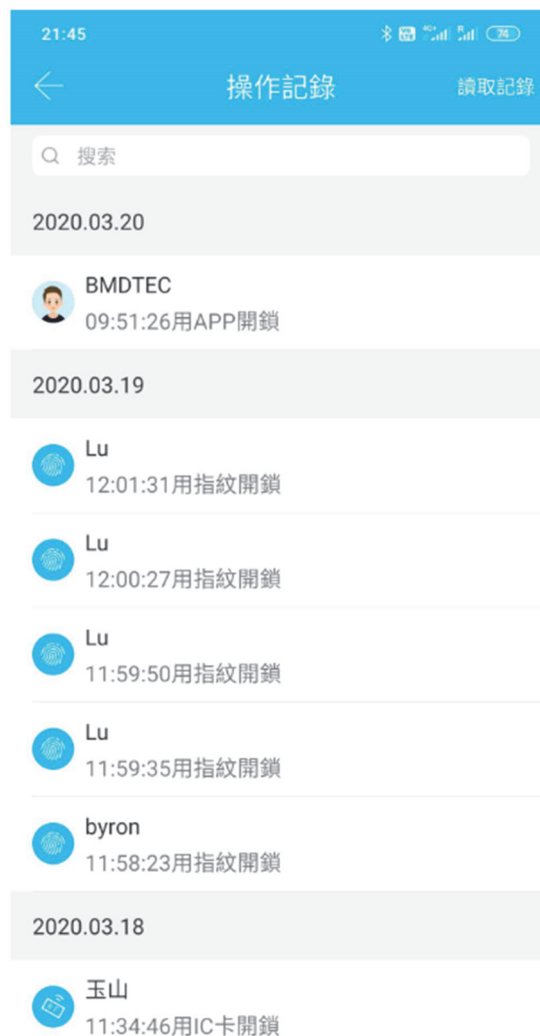 21:45
74
操作記錄
讀取記錄
搜索
2020.03.20
BMDTEC
09:51:26用APP開鎖
2020.03.19
Lu
12:01:31用指紋開鎖
Lu
12:00:27用指紋開鎖
Lu
11:59:50用指紋開鎖
Lu
11:59:35用指紋開鎖
byron
11:58:23用指紋開鎖
2020.03.18
玉山
11:34:46用IC卡開鎖